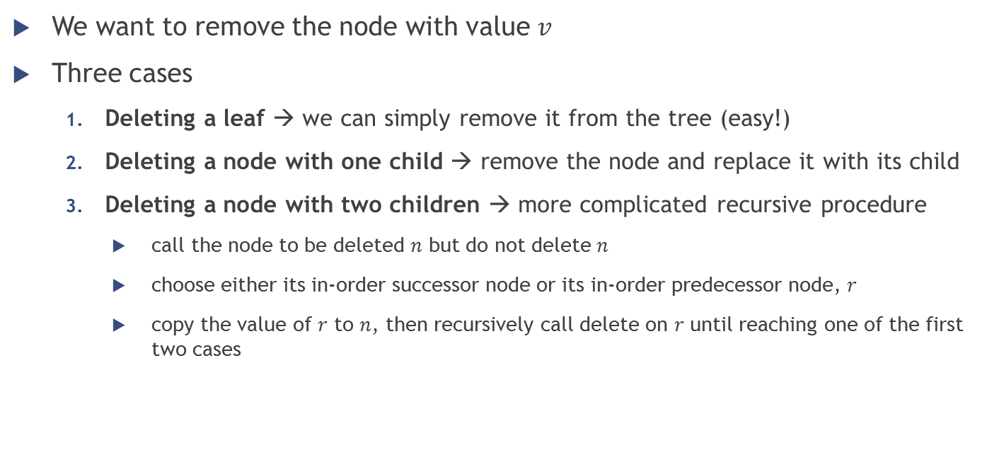 ▶ We want to remove the node with value 𝑣
▶ Three cases
1. Deleting a leaf → we can simply remove it from the tree (easy!)
2. Deleting a node with one child → remove the node and replace it with its child
3. Deleting a node with two children → more complicated recursive procedure
▶ call the node to be deleted 𝑛 but do not delete 𝑛
▶ choose either its in-order successor node or its in-order predecessor node, 𝑟
▶ copy the value of 𝑟 to 𝑛, then recursively call delete on 𝑟 until reaching one of the first
two cases